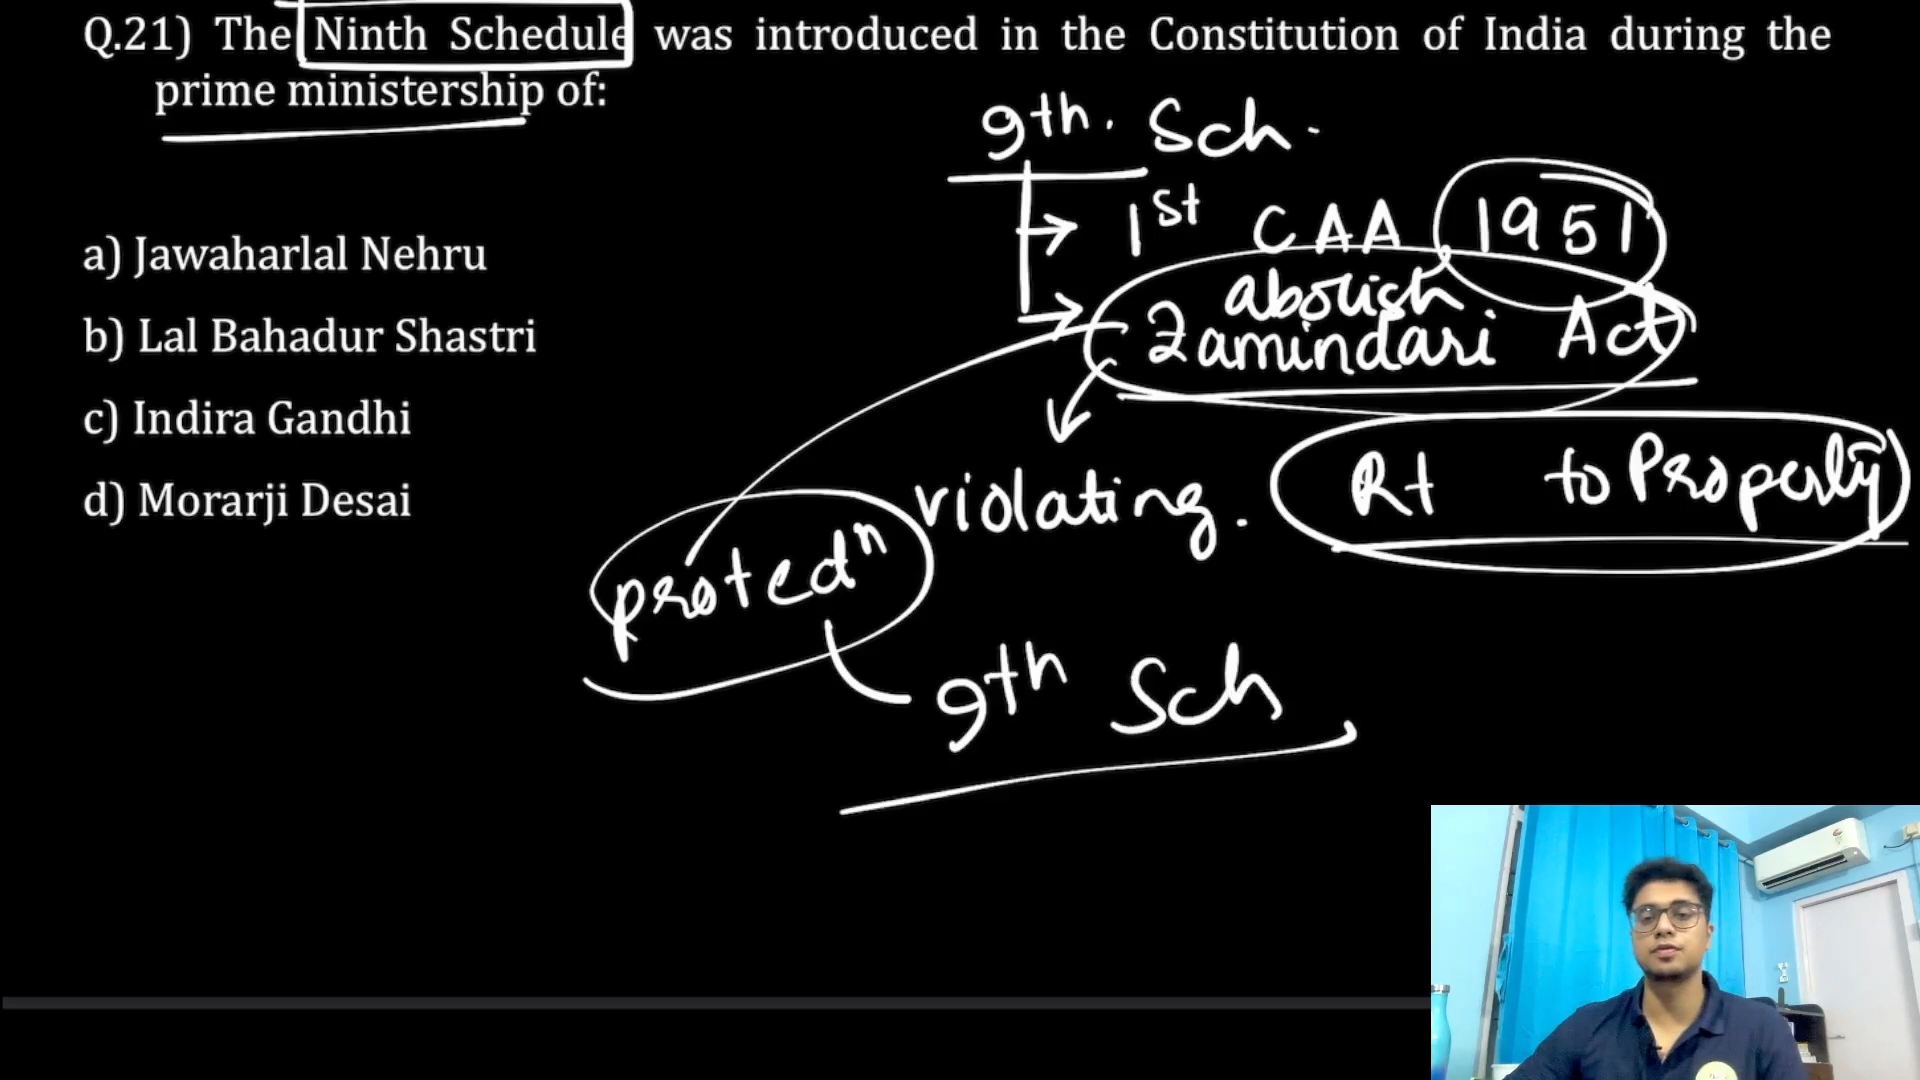 Q.21) The Ninth Schedule was introduced in the Constitution of India during the
prime ministership of:
a) Jawaharlal Nehru
b) Lal Bahadur Shastri
c) Indira Gandhi
d) Morarji Desai
9th. Sch.
1st CAA 1951
abolish
Zamindari Act
violating. Rt to Property
protectn
9th Sch